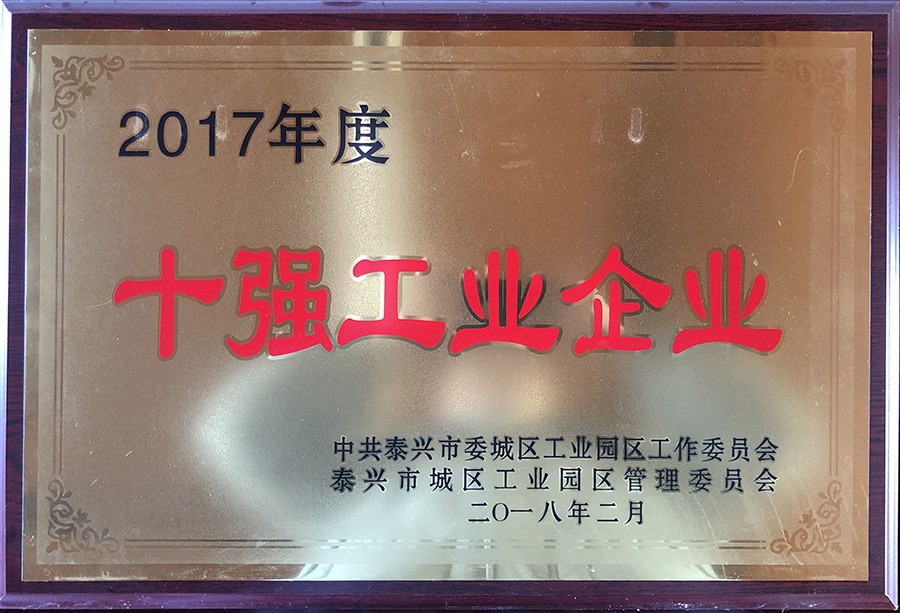 2017年度
十强工业企业
中共泰兴市委城区工业园区工作委员会
泰兴市城区工业园区管理委员会
二〇一八年二月